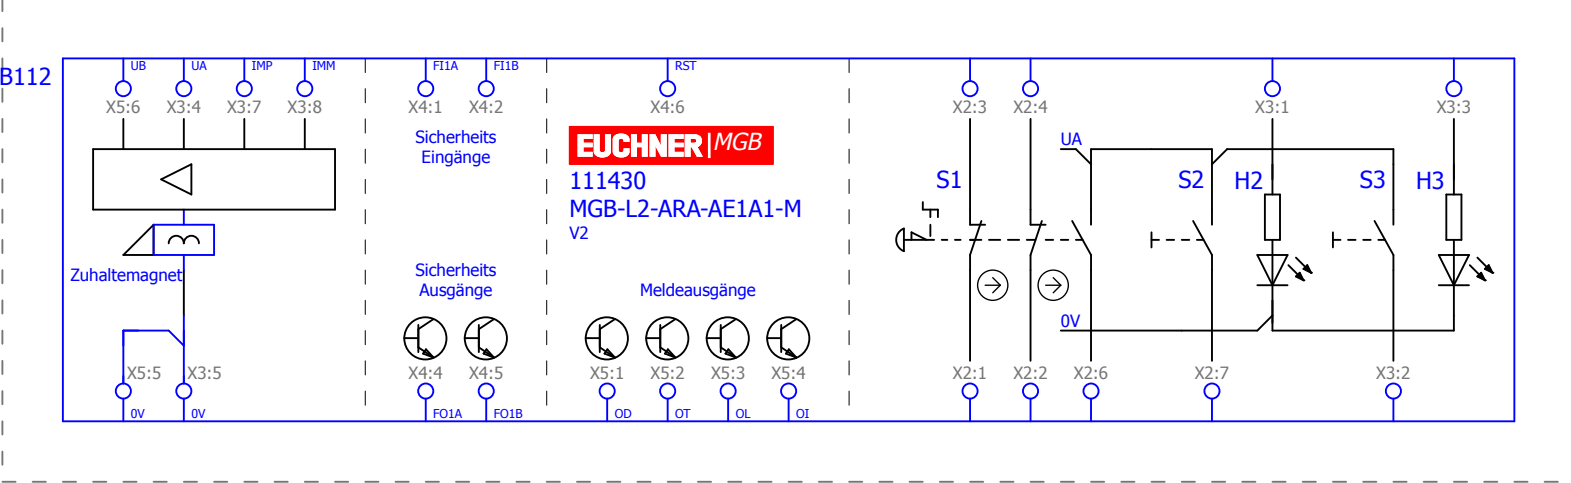 UB UA IMP IMM FI1A FI1B RST
B112
X5:6 X3:4 X3:7 X3:8 X4:1 X4:2 X4:6 X2:3 X2:4 X3:1 X3:3
Sicherheits
Eingänge
EUCHNER|MGB
UA
111430
MGB-L2-ARA-AE1A1-M
V2
S1 S2 H2 S3 H3
Zuhaltemagnet
Sicherheits
Ausgänge
Meldeausgänge
0V
X5:5 X3:5 X4:4 X4:5 X5:1 X5:2 X5:3 X5:4 X2:1 X2:2 X2:6 X2:7 X3:2
0V 0V FO1A FO1B OD OT OL OI